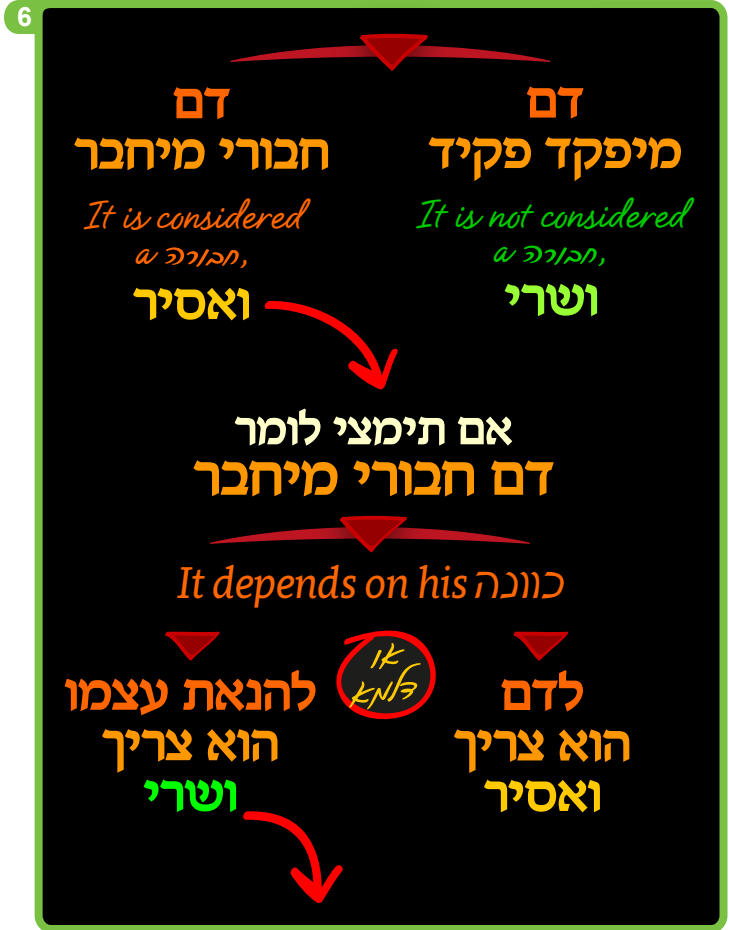 6
דם
מיפקד פקיד
It is not considered
a חבורה,
ושרי
דם
חבורי מיחבר
It is considered
a חבורה,
ואסיר
אם תימצי לומר
דם חבורי מיחבר
It depends on his כוונה
לדם
הוא צריך
ואסיר
או
דלמא
להנאת עצמו
הוא צריך
ושרי